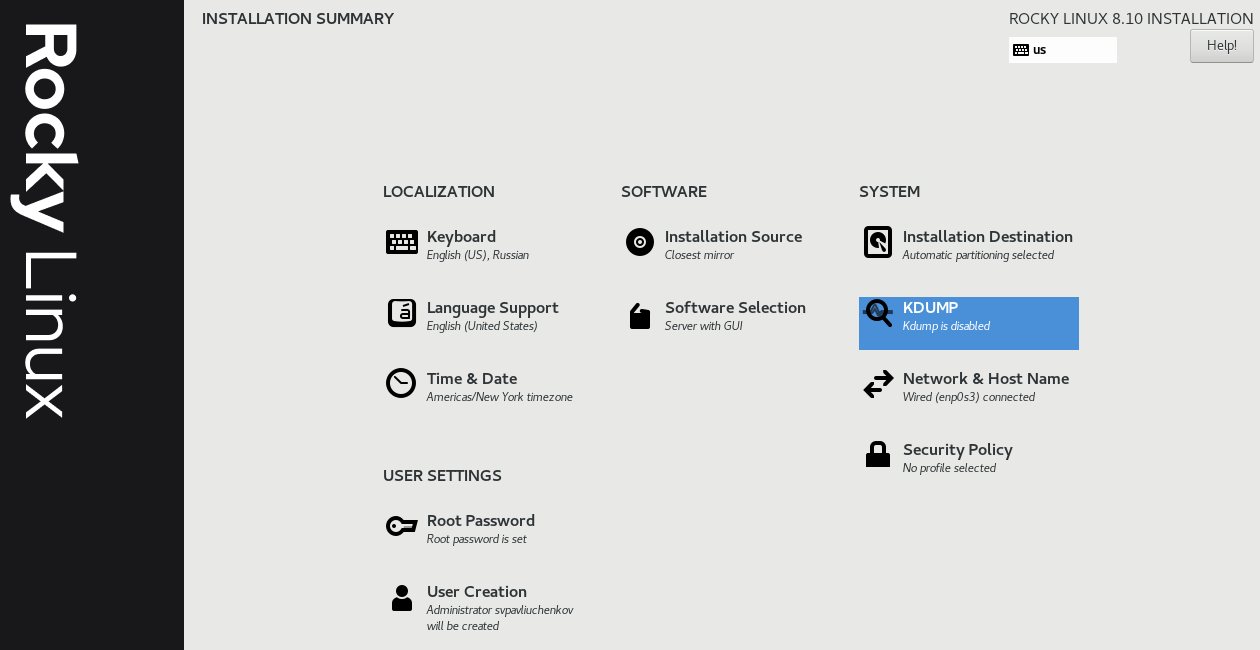 Rocky Linux
INSTALLATION SUMMARY
ROCKY LINUX 8.10 INSTALLATION
us
Help!
LOCALIZATION
Keyboard
English (US), Russian
Language Support
English (United States)
Time & Date
Americas/New York timezone
SOFTWARE
Installation Source
Closest mirror
Software Selection
Server with GUI
SYSTEM
Installation Destination
Automatic partitioning selected
KDUMP
Kdump is disabled
Network & Host Name
Wired (enp0s3) connected
Security Policy
No profile selected
USER SETTINGS
Root Password
Root password is set
User Creation
Administrator svpavliuchenkov
will be created